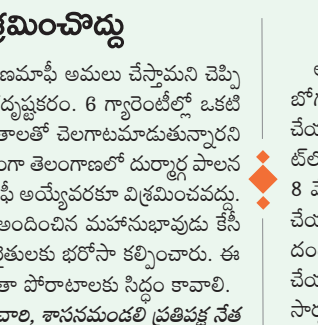 శ్రమించొద్దు
ణమాఫీ అమలు చేస్తామని చెప్పి
దృష్టకరం. 6 గ్యారెంటీల్లో ఒకటి
తాలతో చెలగాటమాడుతున్నారని
ంగా తెలంగాణలో దుర్మార్గ పాలన
ఫీ అయ్యేవరకూ విశ్రమించవద్దు.
అందించిన మహానుభావుడు కేసీ
రైతులకు భరోసా కల్పించారు. ఈ
తా పోరాటాలకు సిద్ధం కావాలి.
చారి, శాసనమండలి ప్రతిపక్ష నేత
బోగ
చేయ
ట్‌లో
8 వే
చేయ
దం
చేయ
సార